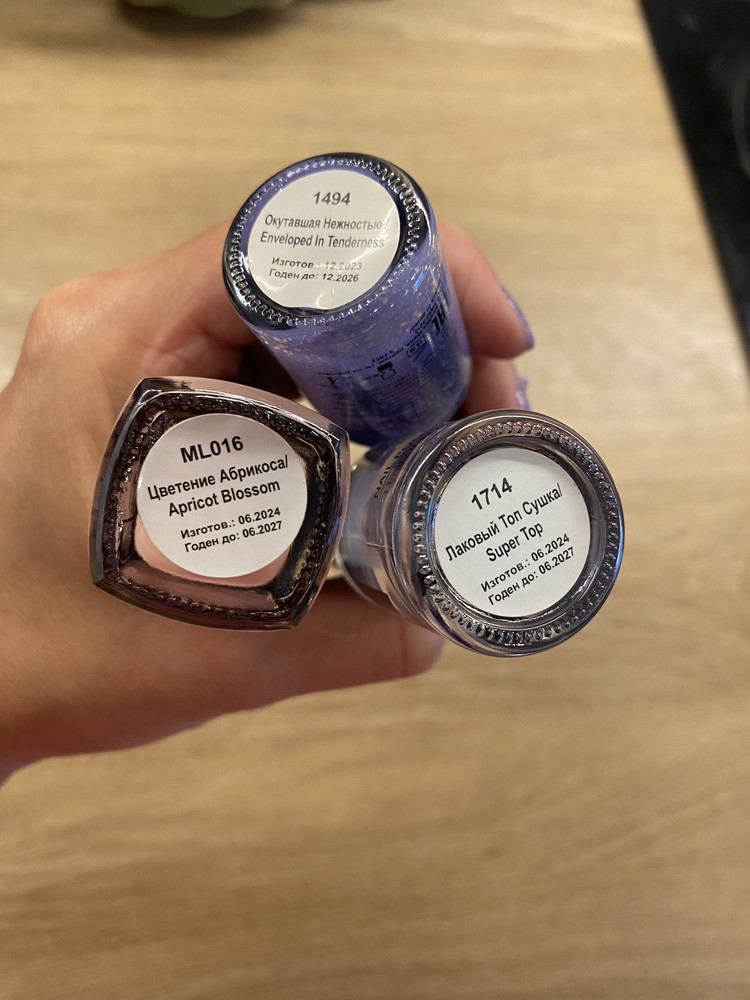 1494
Окутавшая Нежностью/
Enveloped In Tenderness
Изготов.: 12.2023
Годен до: 12.2026
ML016
Цветение Абрикоса/
Apricot Blossom
Изготов.: 06.2024
Годен до: 06.2027
1714
Лаковый Топ Сушка/
Super Top
Изготов.: 06.2024
Годен до: 06.2027